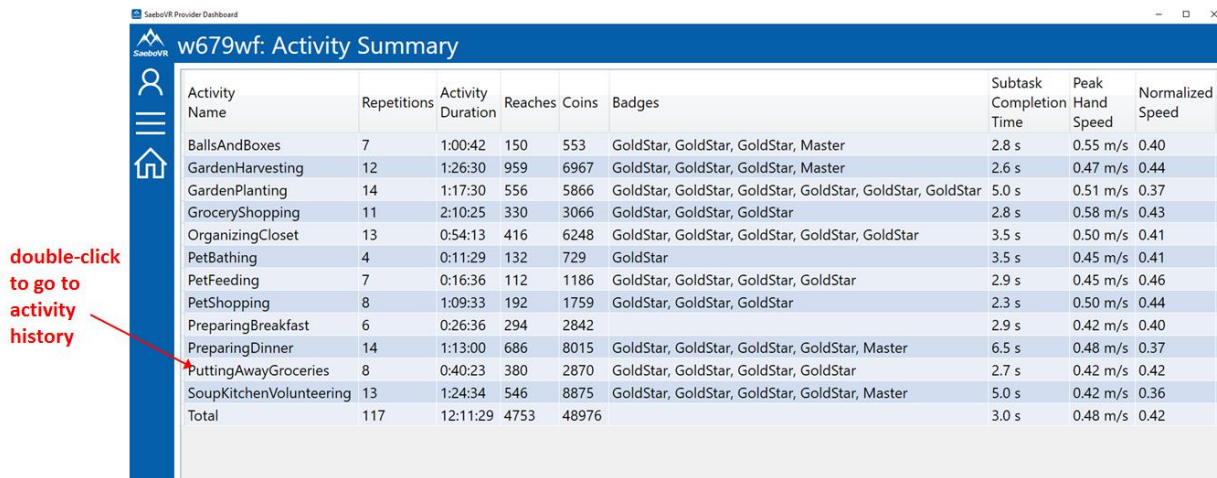 SaeboVR Provider Dashboard
SaeboVR
w679wf: Activity Summary
Activity Name Repetitions Activity Duration Reaches Coins Badges Subtask Completion Time Peak Hand Speed Normalized Speed
BallsAndBoxes 7 1:00:42 150 553 GoldStar, GoldStar, GoldStar, Master 2.8 s 0.55 m/s 0.40
GardenHarvesting 12 1:26:30 959 6967 GoldStar, GoldStar, GoldStar, Master 2.6 s 0.47 m/s 0.44
GardenPlanting 14 1:17:30 556 5866 GoldStar, GoldStar, GoldStar, GoldStar, GoldStar, GoldStar 5.0 s 0.51 m/s 0.37
GroceryShopping 11 2:10:25 330 3066 GoldStar, GoldStar, GoldStar 2.8 s 0.58 m/s 0.43
OrganizingCloset 13 0:54:13 416 6248 GoldStar, GoldStar, GoldStar, GoldStar, GoldStar 3.5 s 0.50 m/s 0.41
PetBathing 4 0:11:29 132 729 GoldStar 3.5 s 0.45 m/s 0.41
PetFeeding 7 0:16:36 112 1186 GoldStar, GoldStar, GoldStar, GoldStar 2.9 s 0.45 m/s 0.46
PetShopping 8 1:09:33 192 1759 GoldStar, GoldStar, GoldStar 2.3 s 0.50 m/s 0.44
PreparingBreakfast 6 0:26:36 294 2842 2.9 s 0.42 m/s 0.40
PreparingDinner 14 1:13:00 686 8015 GoldStar, GoldStar, GoldStar, GoldStar, Master 6.5 s 0.48 m/s 0.37
PuttingAwayGroceries 8 0:40:23 380 2870 GoldStar, GoldStar, GoldStar, GoldStar 2.7 s 0.42 m/s 0.42
SoupKitchenVolunteering 13 1:24:34 546 8875 GoldStar, GoldStar, GoldStar, GoldStar, Master 5.0 s 0.42 m/s 0.36
Total 117 12:11:29 4753 48976 3.0 s 0.48 m/s 0.42
double-click
to go to
activity
history